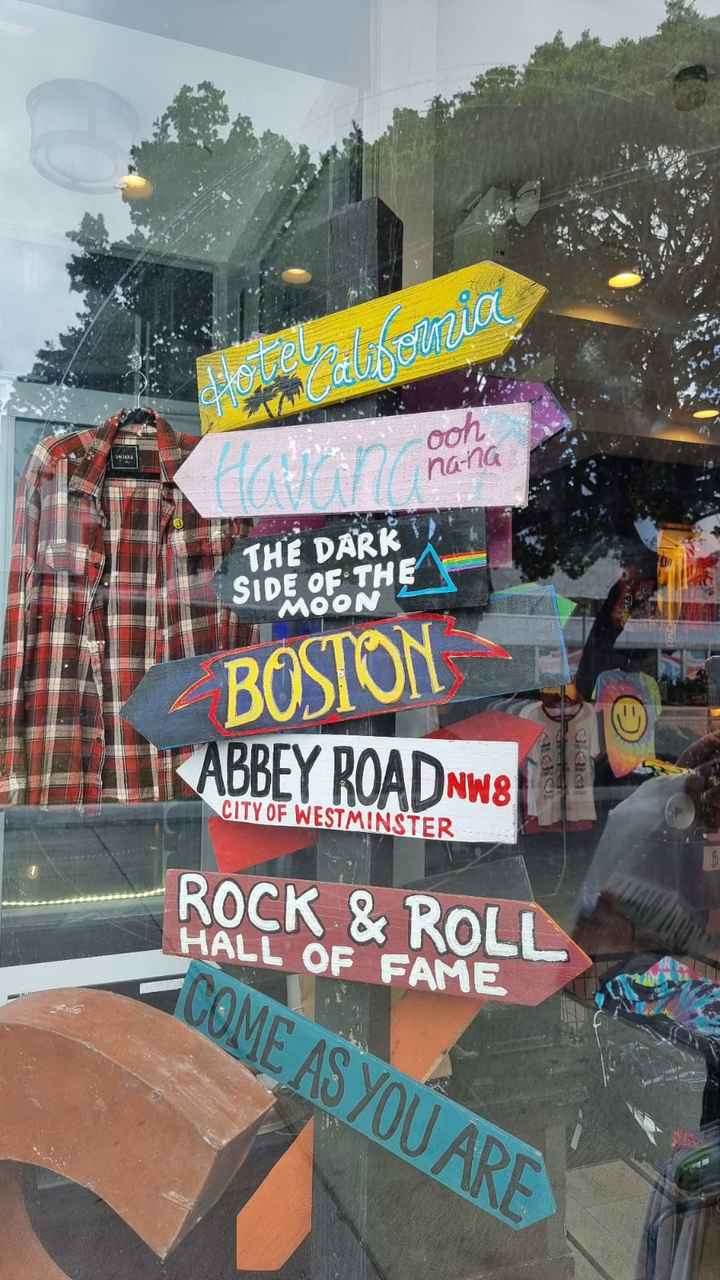 Hotel California
Havana ooh na-na
THE DARK
SIDE OF THE
MOON
BOSTON
ABBEY ROAD NW8
CITY OF WESTMINSTER
ROCK & ROLL
HALL OF FAME
COME AS YOU ARE